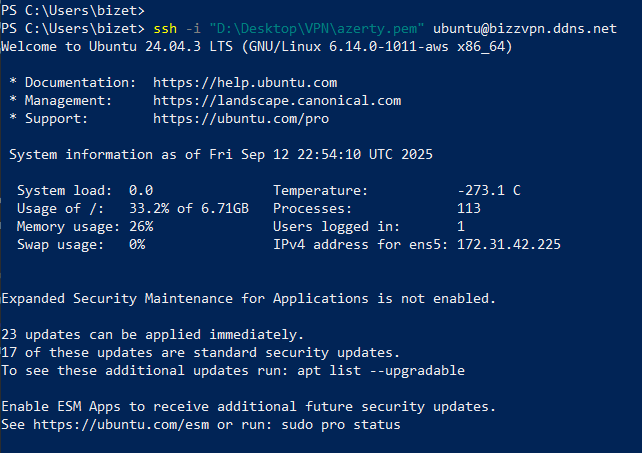 PS C:\Users\bizet>
PS C:\Users\bizet> ssh -i "D:\Desktop\VPN\azerty.pem" ubuntu@bizzvpn.ddns.net
Welcome to Ubuntu 24.04.3 LTS (GNU/Linux 6.14.0-1011-aws x86_64)
* Documentation:  https://help.ubuntu.com
* Management:     https://landscape.canonical.com
* Support:        https://ubuntu.com/pro
System information as of Fri Sep 12 22:54:10 UTC 2025
System load:  0.0                Temperature:           -273.1 C
Usage of /:   33.2% of 6.71GB   Processes:             113
Memory usage: 26%               Users logged in:       1
Swap usage:   0%                IPv4 address for ens5: 172.31.42.225
Expanded Security Maintenance for Applications is not enabled.
23 updates can be applied immediately.
17 of these updates are standard security updates.
To see these additional updates run: apt list --upgradable
Enable ESM Apps to receive additional future security updates.
See https://ubuntu.com/esm or run: sudo pro status